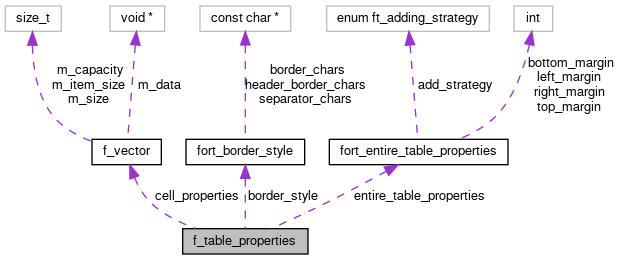 size_t
void *
const char *
enum ft_adding_strategy
int
m_capacity
m_item_size
m_size
m_data
border_chars
header_border_chars
separator_chars
add_strategy
bottom_margin
left_margin
right_margin
top_margin
f_vector
fort_border_style
fort_entire_table_properties
cell_properties
border_style
entire_table_properties
f_table_properties